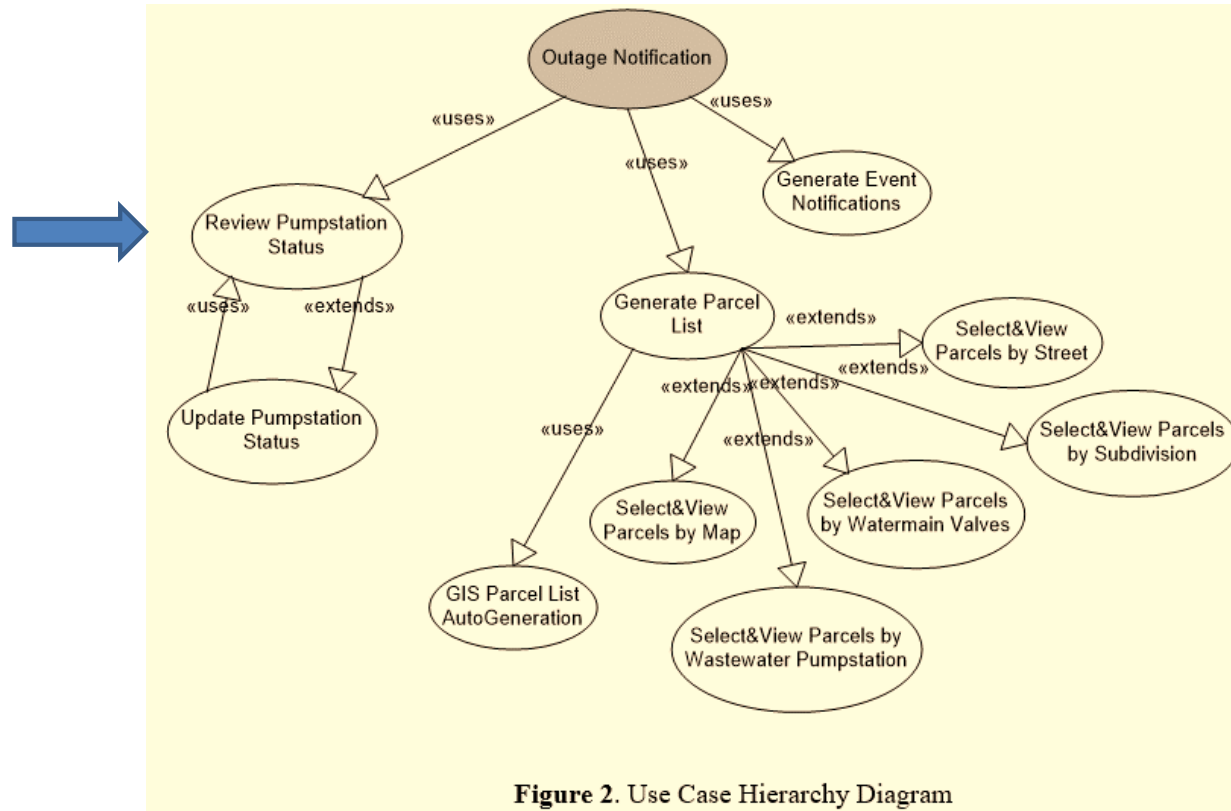 Outage Notification
«uses»
«uses»
«uses»
Generate Event
Notifications
Review Pumpstation
Status
«uses»
«extends»
Update Pumpstation
Status
Generate Parcel
List
«extends»
Select&View
Parcels by Street
«extends»
«extends»
«extends»
«uses»
«extends»
Select&View Parcels
by Subdivision
Select&View
Parcels by Map
Select&View Parcels
by Watermain Valves
GIS Parcel List
AutoGeneration
Select&View Parcels by
Wastewater Pumpstation
Figure 2. Use Case Hierarchy Diagram